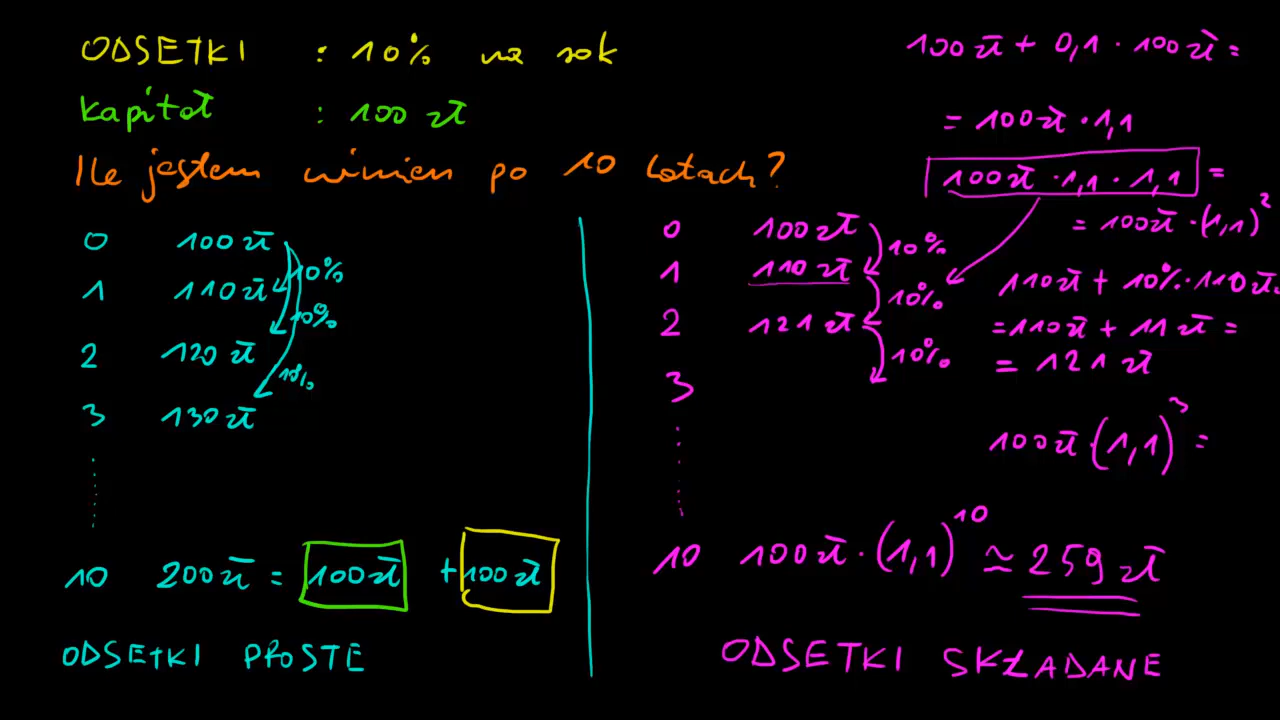 ODSETKI : 10% na rok
Kapitał : 100 zł
Ile jestem winien po 10 latach?
0 100 zł
10%
1 110 zł
10%
2 120 zł
10%
3 130 zł
10 200 zł = 100 zł + 100 zł
ODSETKI PROSTE
100 zł + 0,1 · 100 zł =
= 100 zł · 1,1
100 zł · 1,1 · 1,1 =
= 100 zł · (1,1)²
0 100 zł
10%
1 110 zł
10%
2 121 zł
10%
3
110 zł + 10% · 110 zł
= 110 zł + 11 zł =
= 121 zł
100 zł · (1,1)³ =
10 100 zł · (1,1)¹⁰ ≃ 259 zł
ODSETKI SKŁADANE